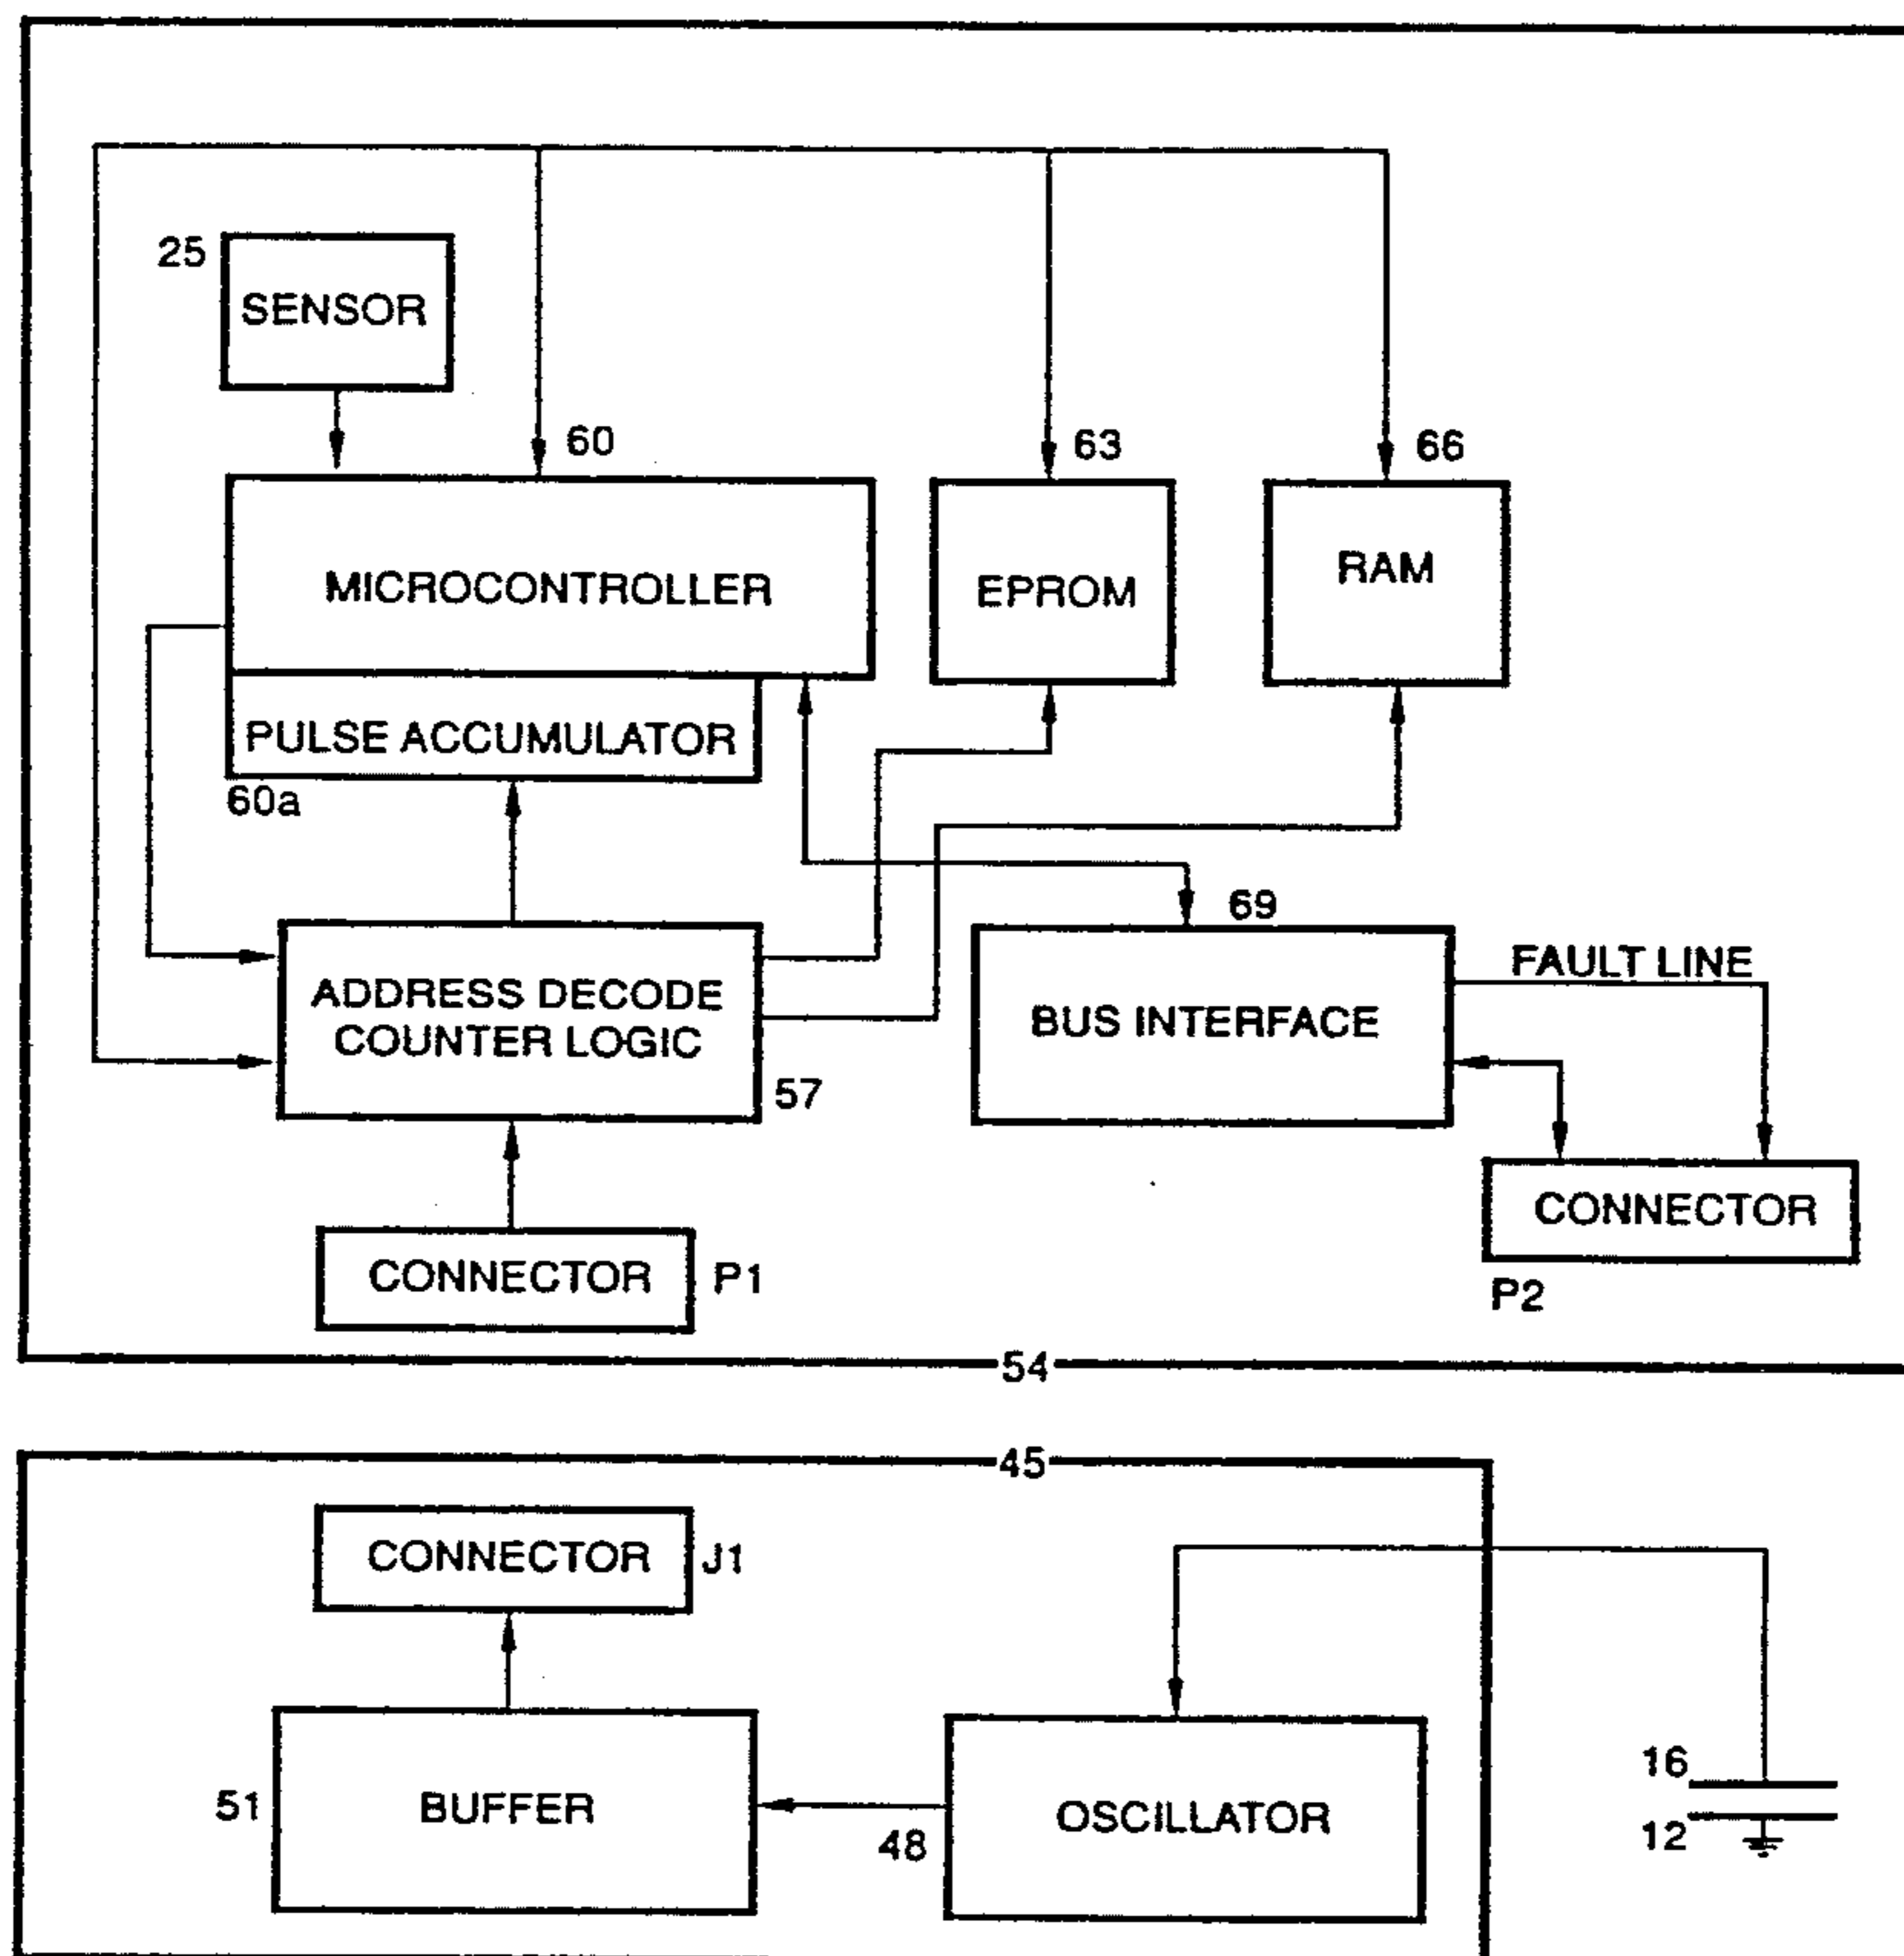 25
SENSOR
60
63
66
MICROCONTROLLER
EPROM
RAM
PULSE ACCUMULATOR
60a
69
FAULT LINE
ADDRESS DECODE
COUNTER LOGIC
BUS INTERFACE
57
CONNECTOR
P1
CONNECTOR
P2
54
45
CONNECTOR
J1
16
51
BUFFER
OSCILLATOR
48
12